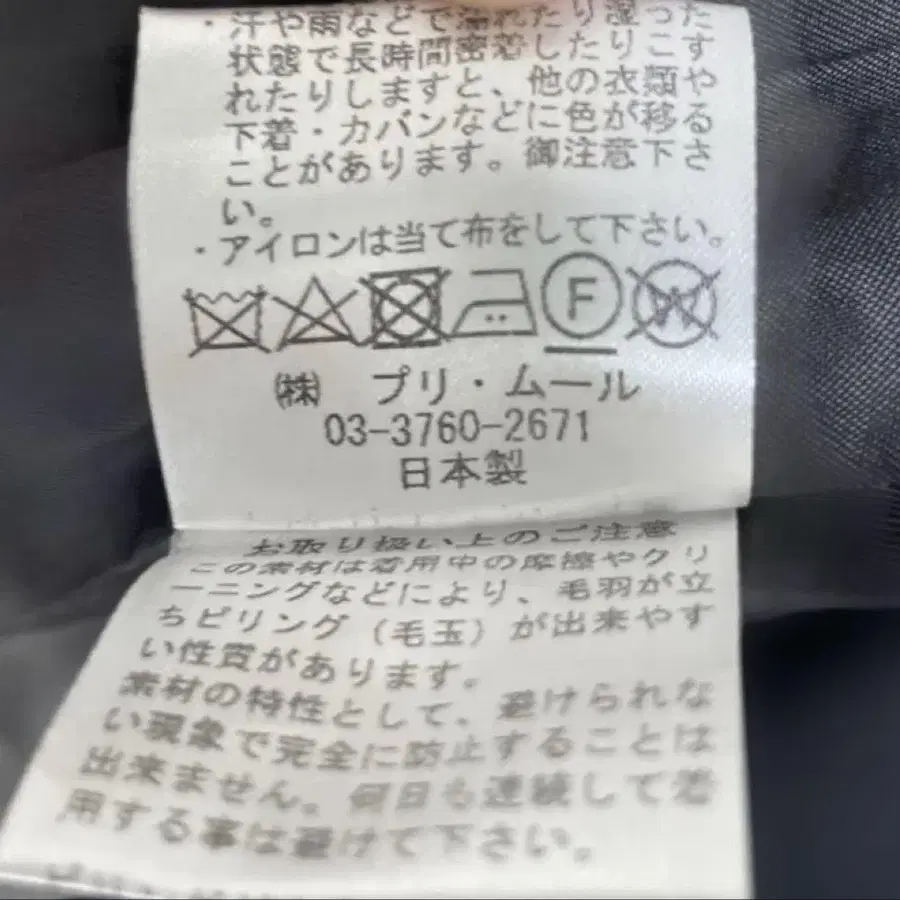 ・汗や雨などで濡れたり湿った
状態で長時間密着したりこす
れたりしますと、他の衣類や
下着・カバンなどに色が移る
ことがあります。御注意下さ
い。
・アイロンは当て布をして下さい。
F W
㈱ プリ・ムール
03-3760-2671
日本製
お取り扱い上のご注意
この素材は着用中の摩擦やクリ
ーニングなどにより、毛羽が立
ちピリング（毛玉）が出来やす
い性質があります。
素材の特性として、避けられな
い現象で完全に防止することは
出来ません。何日も連続して着
用する事は避けて下さい。